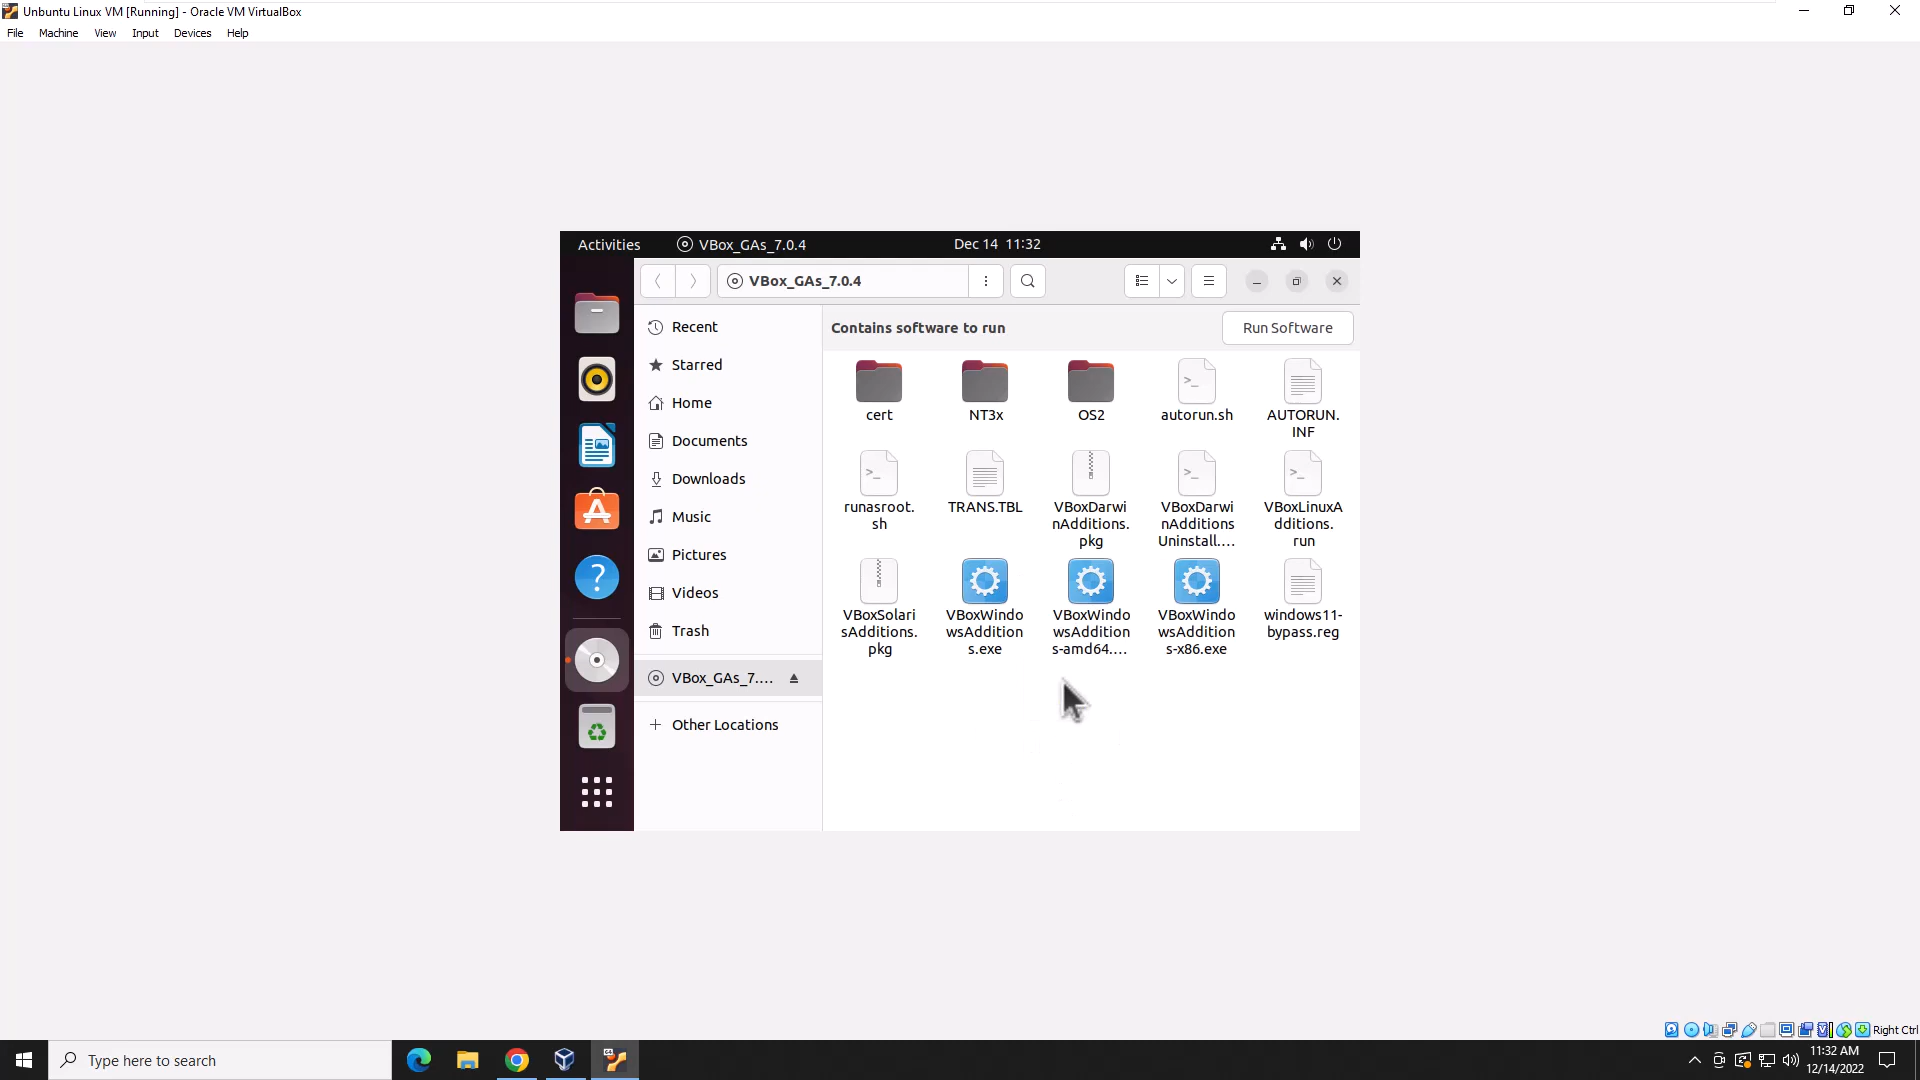 Unbuntu Linux VM [Running] - Oracle VM VirtualBox
File Machine View Input Devices Help
Activities VBox_GAs_7.0.4 Dec 14 11:32
VBox_GAs_7.0.4
Recent
Starred
Home
Documents
Downloads
Music
Pictures
Videos
Trash
VBox_GAs_7....
Other Locations
Contains software to run Run Software
cert NT3x OS2 autorun.sh AUTORUN.
INF
runasroot.
sh
TRANS.TBL
VBoxDarwi
nAdditions.
pkg
VBoxDarwi
nAdditions
Uninstall....
VBoxLinuxA
dditions.
run
VBoxSolari
sAdditions.
pkg
VBoxWindo
wsAddition
s.exe
VBoxWindo
wsAddition
s-amd64....
VBoxWindo
wsAddition
s-x86.exe
windows11-
bypass.reg
Right Ctrl
Type here to search
11:32 AM
12/14/2022